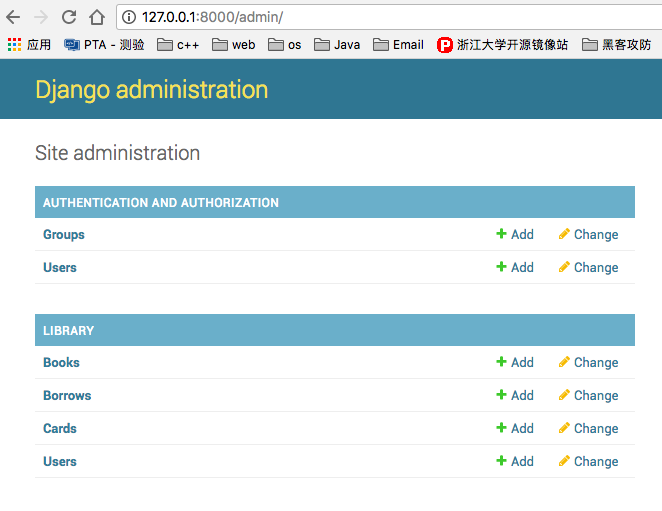 127.0.0.1:8000/admin/
应用 PTA - 测验 c++ web os Java Email 浙江大学开源镜像站 黑客攻防
Django administration
Site administration
AUTHENTICATION AND AUTHORIZATION
Groups Add Change
Users Add Change
LIBRARY
Books Add Change
Borrows Add Change
Cards Add Change
Users Add Change